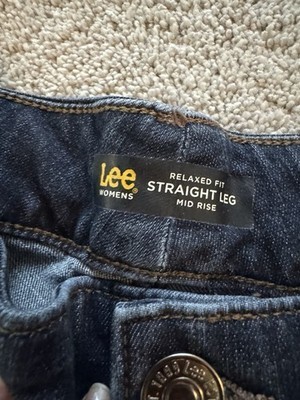 Lee
WOMENS
RELAXED FIT
STRAIGHT LEG
MID RISE